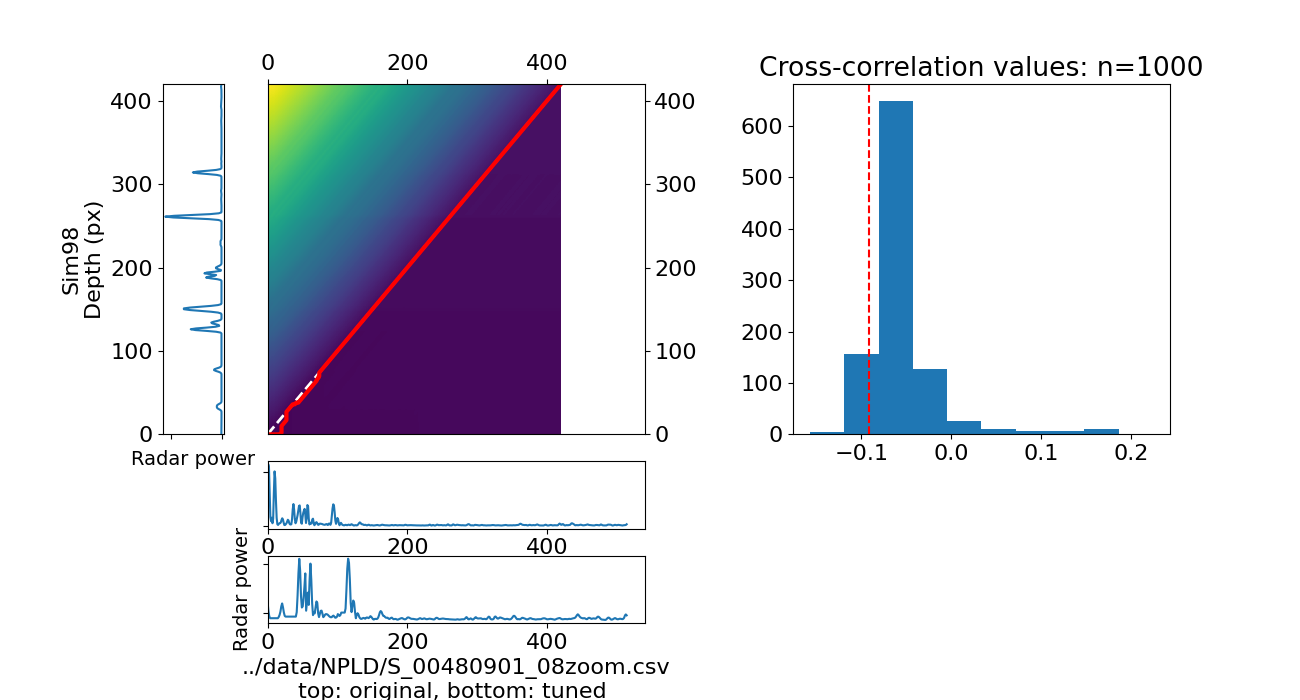 0 200 400
Cross-correlation values: n=1000
400
300
200
100
0
Sim98
Depth (px)
Radar power
400
300
200
100
0
600
500
400
300
200
100
0
−0.1 0.0 0.1 0.2
0 200 400
Radar power
0 200 400
../data/NPLD/S_00480901_08zoom.csv
top: original, bottom: tuned